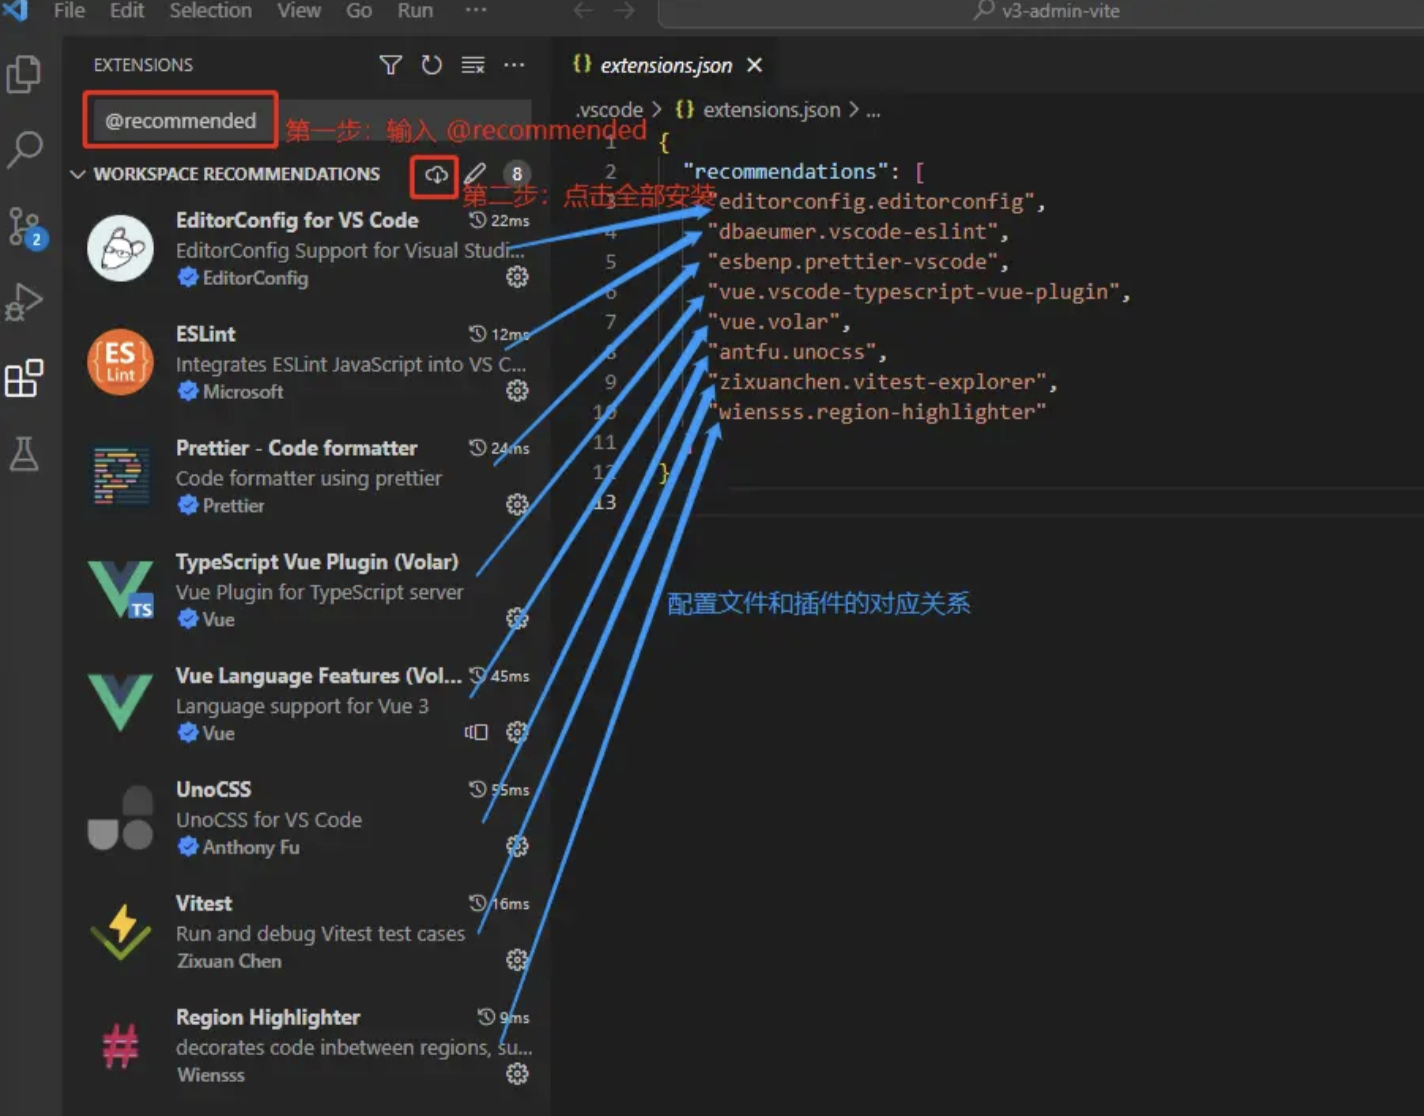 File Edit Selection View Go Run ···
v3-admin-vite
EXTENSIONS
@recommended
第一步：输入 @recommended
WORKSPACE RECOMMENDATIONS
8
第二步：点击全部安装
EditorConfig for VS Code
22ms
EditorConfig Support for Visual Studi...
EditorConfig
ESLint
12ms
Integrates ESLint JavaScript into VS C...
Microsoft
ES
Lint
Prettier - Code formatter
24ms
Code formatter using prettier
Prettier
TypeScript Vue Plugin (Volar)
Vue Plugin for TypeScript server
Vue
TS
Vue Language Features (Vol...
45ms
Language support for Vue 3
Vue
UnoCSS
55ms
UnoCSS for VS Code
Anthony Fu
Vitest
16ms
Run and debug Vitest test cases
Zixuan Chen
Region Highlighter
9ms
decorates code inbetween regions, su...
Wiensss
2
{} extensions.json
.vscode > {} extensions.json > ...
1 {
2 "recommendations": [
3 "editorconfig.editorconfig",
4 "dbaeumer.vscode-eslint",
5 "esbenp.prettier-vscode",
6 "vue.vscode-typescript-vue-plugin",
7 "vue.volar",
8 "antfu.unocss",
9 "zixuanchen.vitest-explorer",
10 "wiensss.region-highlighter"
11 ]
12 }
13
配置文件和插件的对应关系